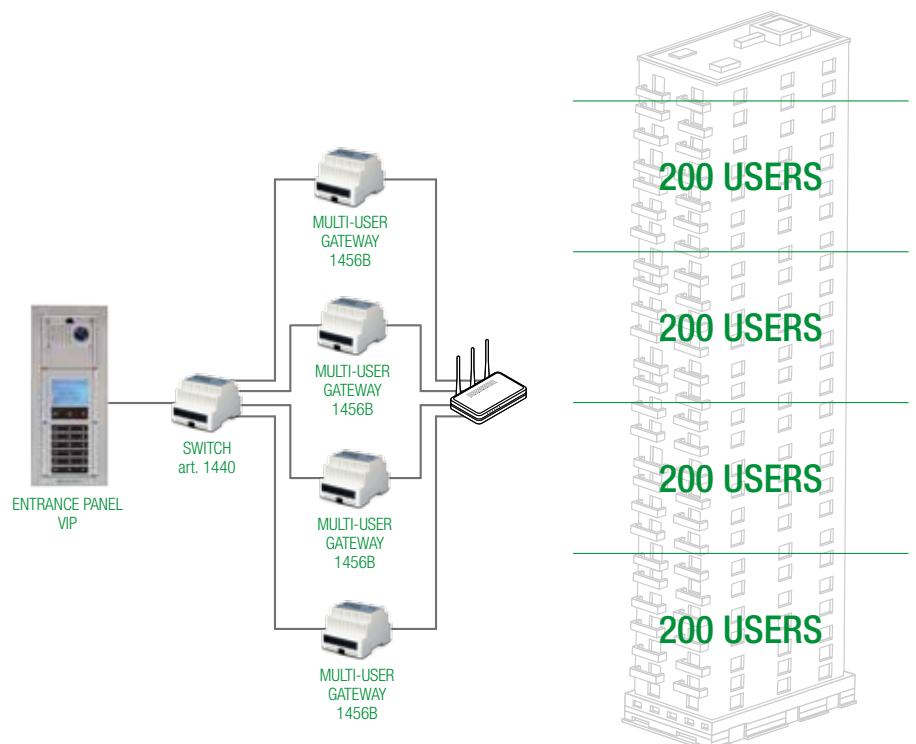 MULTI-USER
GATEWAY
1456B
MULTI-USER
GATEWAY
1456B
SWITCH
art. 1440
ENTRANCE PANEL
VIP
MULTI-USER
GATEWAY
1456B
MULTI-USER
GATEWAY
1456B
200 USERS
200 USERS
200 USERS
200 USERS